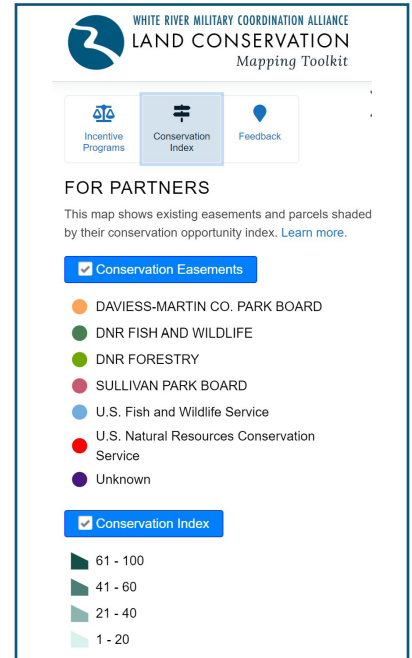 WHITE RIVER MILITARY COORDINATION ALLIANCE
LAND CONSERVATION
Mapping Toolkit
Incentive
Programs
Conservation
Index
Feedback
FOR PARTNERS
This map shows existing easements and parcels shaded
by their conservation opportunity index. Learn more.
Conservation Easements
DAVIESS-MARTIN CO. PARK BOARD
DNR FISH AND WILDLIFE
DNR FORESTRY
SULLIVAN PARK BOARD
U.S. Fish and Wildlife Service
U.S. Natural Resources Conservation
Service
Unknown
Conservation Index
61 - 100
41 - 60
21 - 40
1 - 20